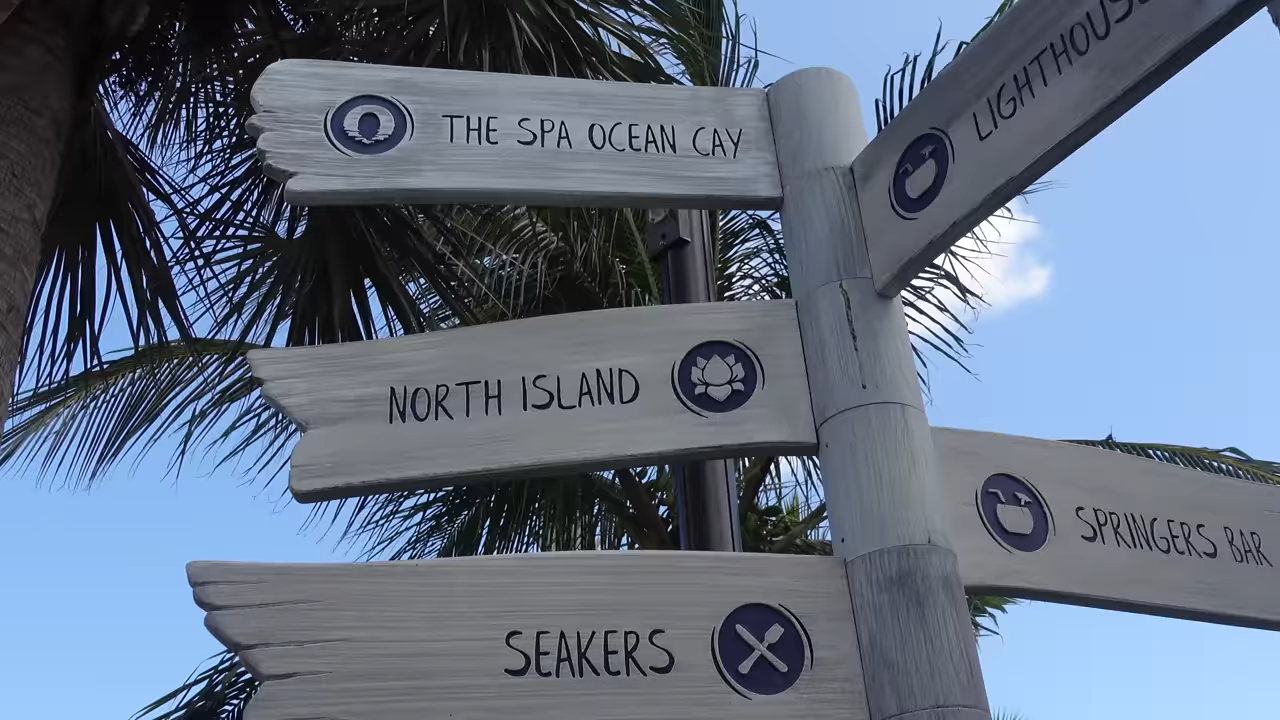 THE SPA OCEAN CAY
LIGHTHOUSE
NORTH ISLAND
SPRINGERS BAR
SEAKERS